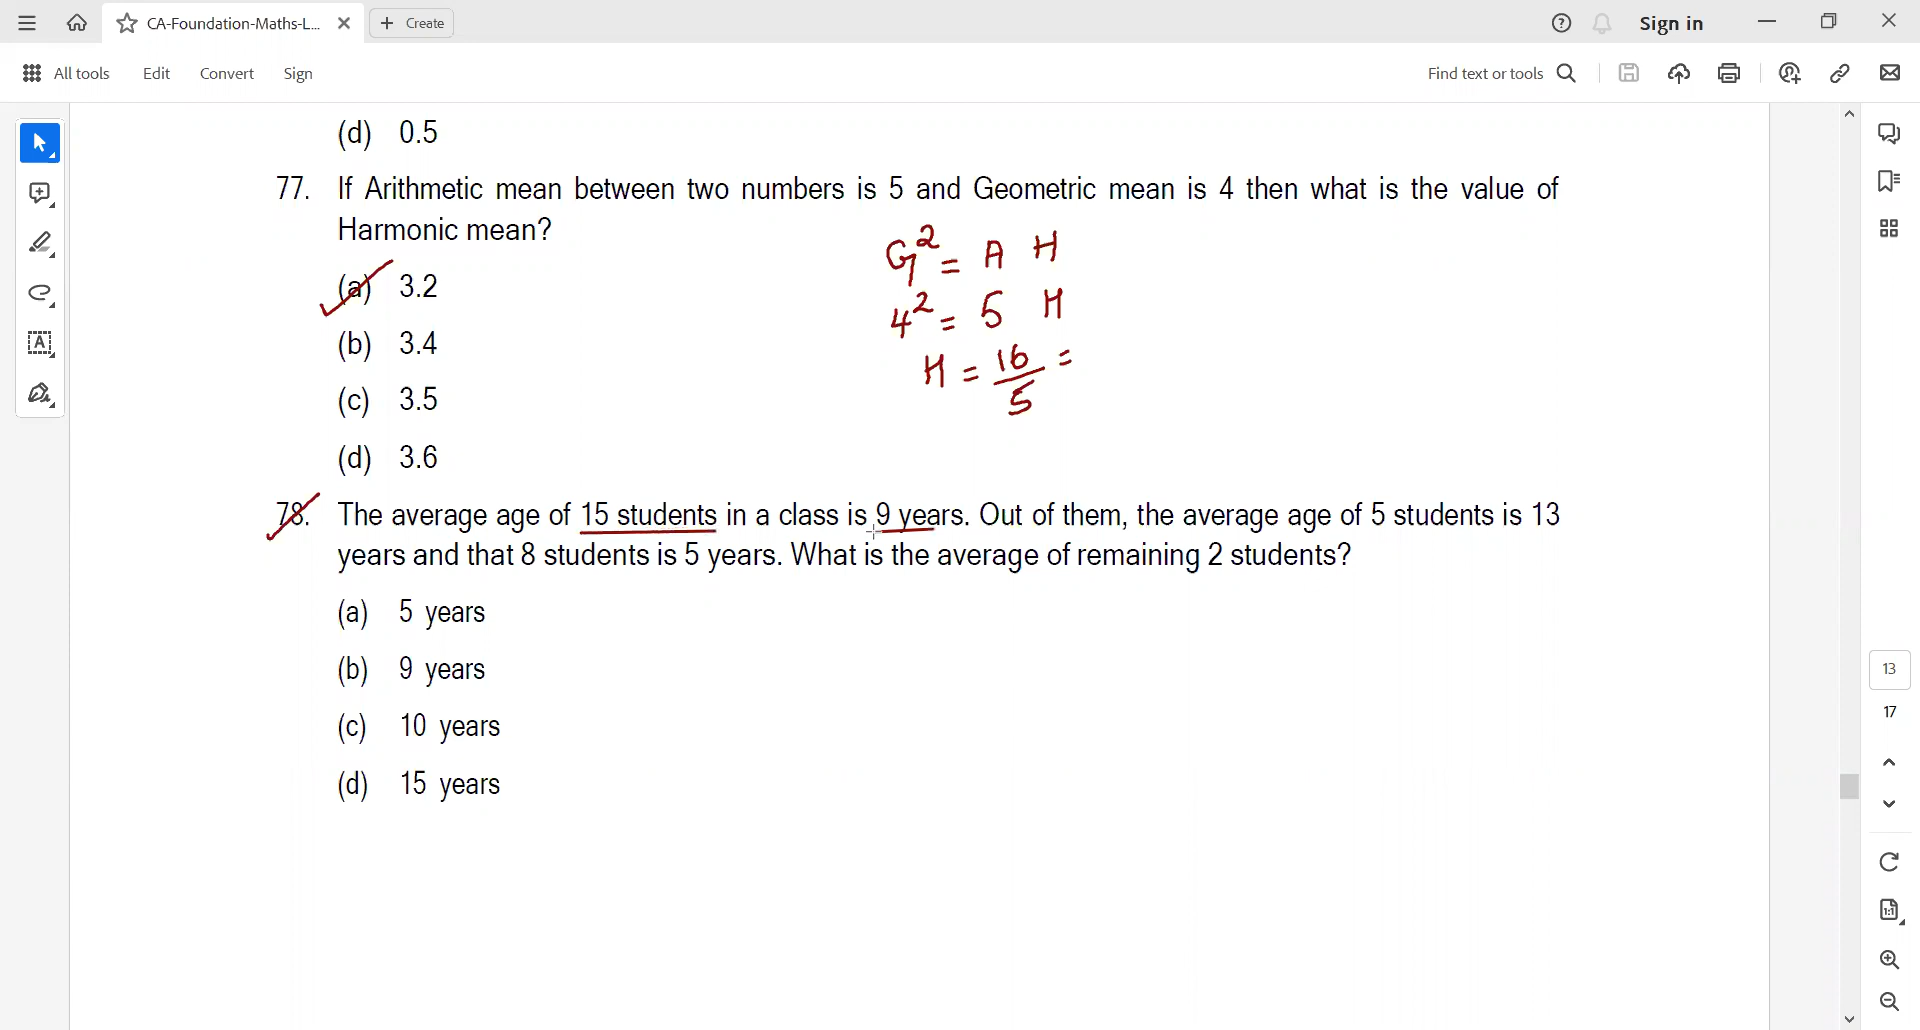 CA-Foundation-Maths-L...
Create
Sign in
All tools
Edit
Convert
Sign
Find text or tools
(d) 0.5
77. If Arithmetic mean between two numbers is 5 and Geometric mean is 4 then what is the value of
Harmonic mean?
(a) 3.2
(b) 3.4
(c) 3.5
(d) 3.6
G² = A H
4² = 5 H
H = 16/5 =
78. The average age of 15 students in a class is 9 years. Out of them, the average age of 5 students is 13
years and that 8 students is 5 years. What is the average of remaining 2 students?
(a) 5 years
(b) 9 years
(c) 10 years
(d) 15 years
13
17